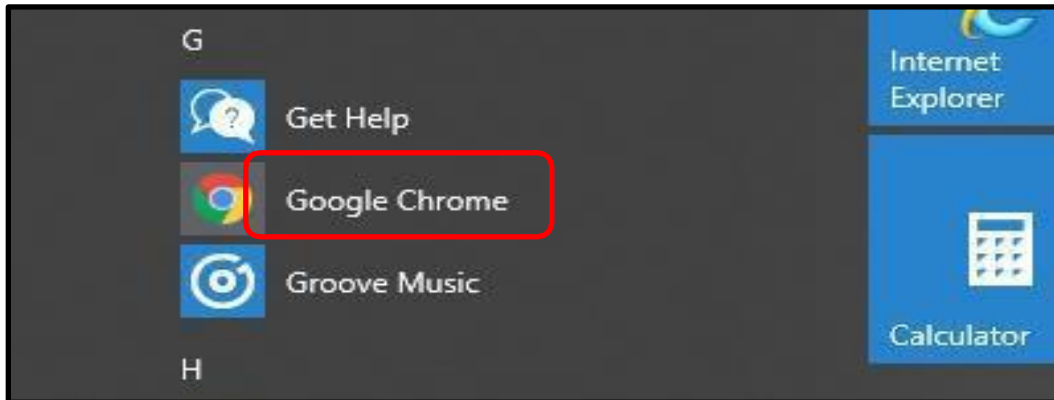 G
Get Help
Google Chrome
Groove Music
H
Internet
Explorer
Calculator